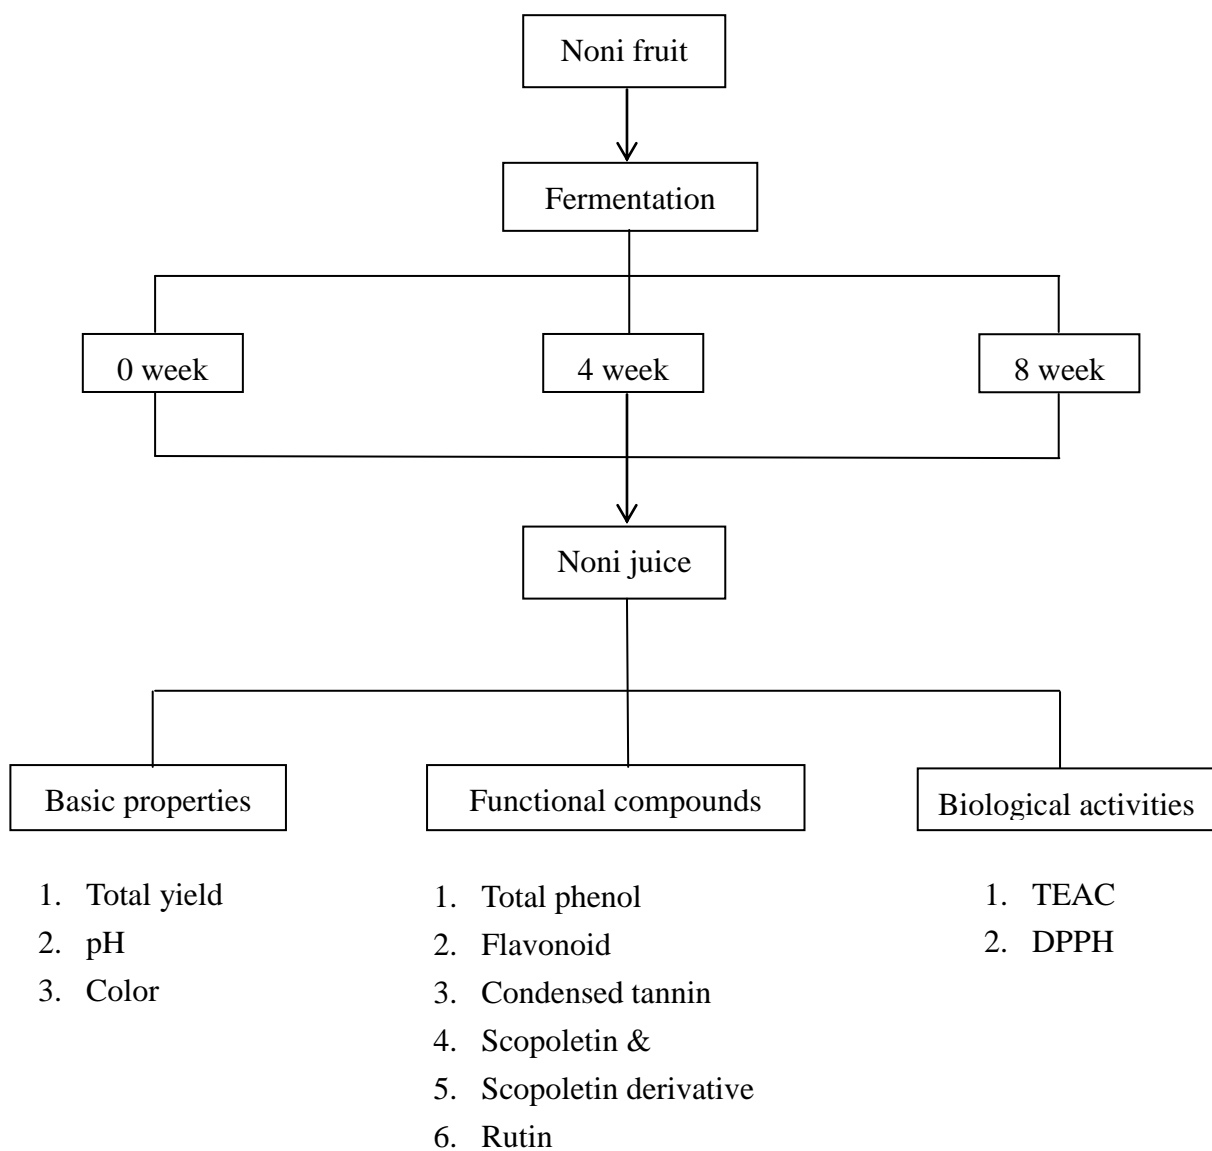 Noni fruit
Fermentation
0 week
4 week
8 week
Noni juice
Basic properties
Functional compounds
Biological activities
1. Total yield
2. pH
3. Color
1. Total phenol
2. Flavonoid
3. Condensed tannin
4. Scopoletin &
5. Scopoletin derivative
6. Rutin
1. TEAC
2. DPPH